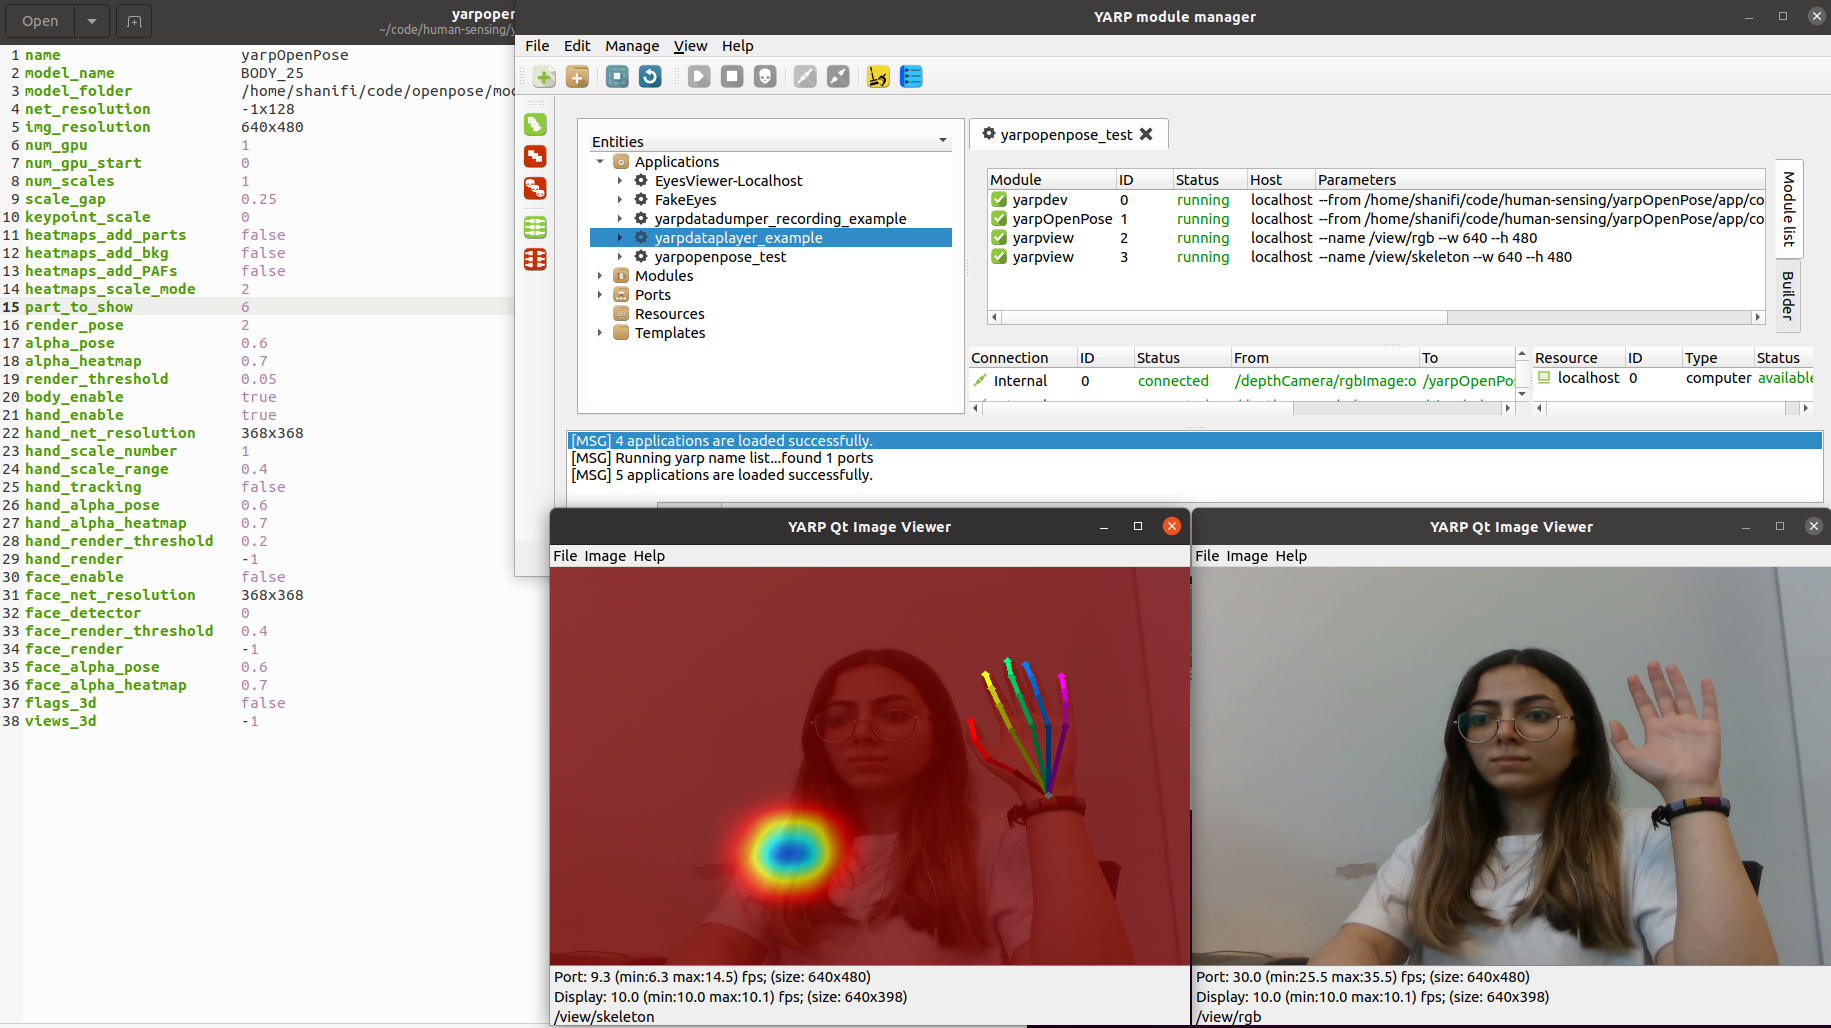 Open
yarpoper
~/code/human-sensing/y
1 name yarpOpenPose
2 model_name BODY_25
3 model_folder /home/shanifi/code/openpose/mod
4 net_resolution -1x128
5 img_resolution 640x480
6 num_gpu 1
7 num_gpu_start 0
8 num_scales 1
9 scale_gap 0.25
10 keypoint_scale 0
11 heatmaps_add_parts false
12 heatmaps_add_bkg false
13 heatmaps_add_PAFs false
14 heatmaps_scale_mode 2
15 part_to_show 6
16 render_pose 2
17 alpha_pose 0.6
18 alpha_heatmap 0.7
19 render_threshold 0.05
20 body_enable true
21 hand_enable true
22 hand_net_resolution 368x368
23 hand_scale_number 1
24 hand_scale_range 0.4
25 hand_tracking false
26 hand_alpha_pose 0.6
27 hand_alpha_heatmap 0.7
28 hand_render_threshold 0.2
29 hand_render -1
30 face_enable false
31 face_net_resolution 368x368
32 face_detector 0
33 face_render_threshold 0.4
34 face_render -1
35 face_alpha_pose 0.6
36 face_alpha_heatmap 0.7
37 flags_3d false
38 views_3d -1
YARP module manager
File Edit Manage View Help
Entities
Applications
EyesViewer-Localhost
FakeEyes
yarpdatadumper_recording_example
yarpdataplayer_example
yarpopenpose_test
Modules
Ports
Resources
Templates
yarpopenpose_test
Module ID Status Host Parameters
yarpdev 0 running localhost --from /home/shanifi/code/human-sensing/yarpOpenPose/app/co
yarpOpenPose 1 running localhost --from /home/shanifi/code/human-sensing/yarpOpenPose/app/co
yarpview 2 running localhost --name /view/rgb --w 640 --h 480
yarpview 3 running localhost --name /view/skeleton --w 640 --h 480
Module list
Builder
Connection ID Status From To
Internal 0 connected /depthCamera/rgbImage:o /yarpOpenPos
Resource ID Type Status
localhost 0 computer available
[MSG] 4 applications are loaded successfully.
[MSG] Running yarp name list...found 1 ports
[MSG] 5 applications are loaded successfully.
YARP Qt Image Viewer
File Image Help
Port: 9.3 (min:6.3 max:14.5) fps; (size: 640x480)
Display: 10.0 (min:10.0 max:10.1) fps; (size: 640x398)
/view/skeleton
YARP Qt Image Viewer
File Image Help
Port: 30.0 (min:25.5 max:35.5) fps; (size: 640x480)
Display: 10.0 (min:10.0 max:10.1) fps; (size: 640x398)
/view/rgb